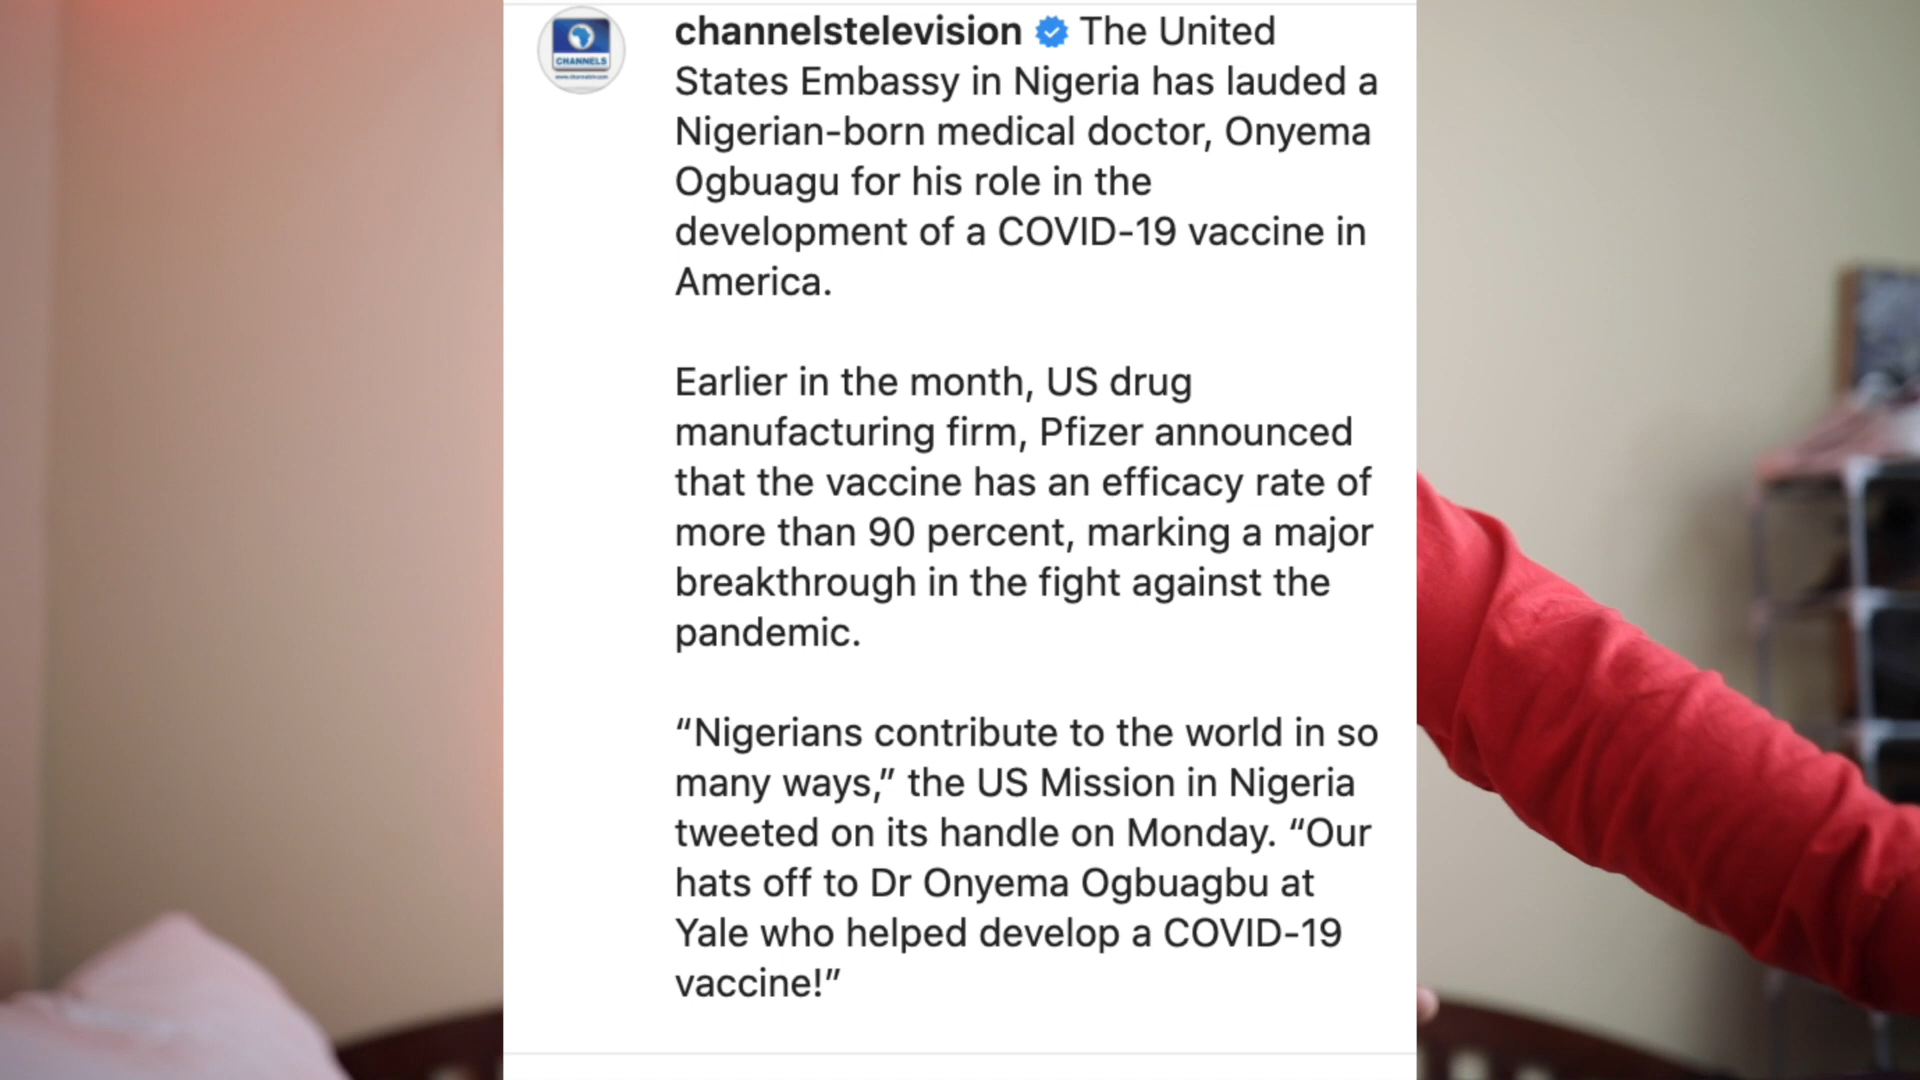 channelstelevision The United
States Embassy in Nigeria has lauded a
Nigerian-born medical doctor, Onyema
Ogbuagu for his role in the
development of a COVID-19 vaccine in
America.
Earlier in the month, US drug
manufacturing firm, Pfizer announced
that the vaccine has an efficacy rate of
more than 90 percent, marking a major
breakthrough in the fight against the
pandemic.
“Nigerians contribute to the world in so
many ways,” the US Mission in Nigeria
tweeted on its handle on Monday. “Our
hats off to Dr Onyema Ogbuagbu at
Yale who helped develop a COVID-19
vaccine!”
CHANNELS